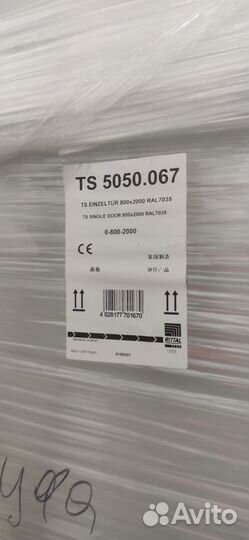 TS 5050.067
TS EINZELTÜR 800x2000 RAL7035
TS SINGLE DOOR 800x2000 RAL7035
0-800-2000
CE
4 028177 701670
RITTAL
Уфа
Avito